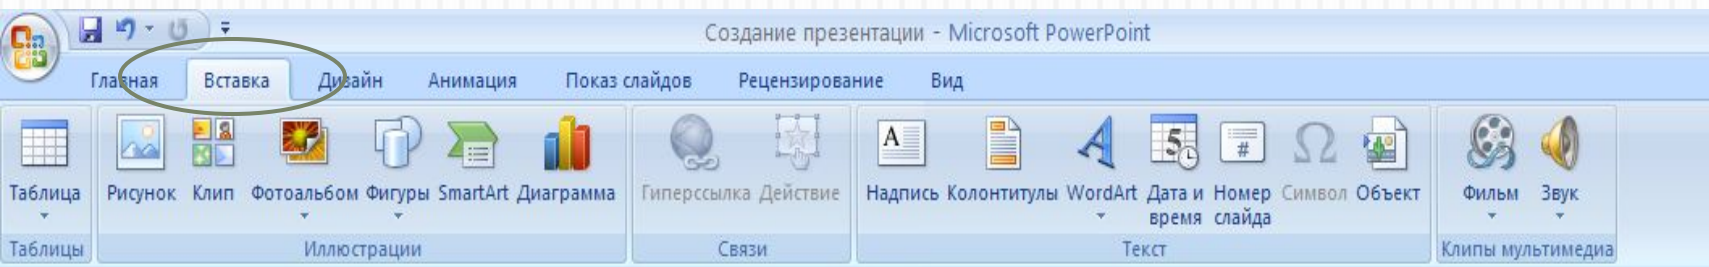 Создание презентации - Microsoft PowerPoint
Главная Вставка Дизайн Анимация Показ слайдов Рецензирование Вид
Таблица Рисунок Клип Фотоальбом Фигуры SmartArt Диаграмма Гиперссылка Действие Надпись Колонтитулы WordArt Дата и время Номер слайда Символ Объект Фильм Звук
Таблицы Иллюстрации Связи Текст Клипы мультимедиа